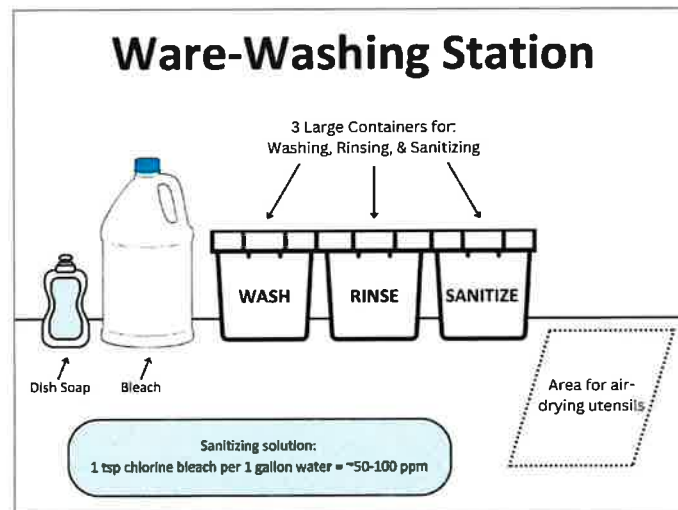 Ware-Washing Station
3 Large Containers for:
Washing, Rinsing, & Sanitizing
WASH
RINSE
SANITIZE
Dish Soap
Bleach
Area for air-
drying utensils
Sanitizing solution:
1 tsp chlorine bleach per 1 gallon water = ~50-100 ppm